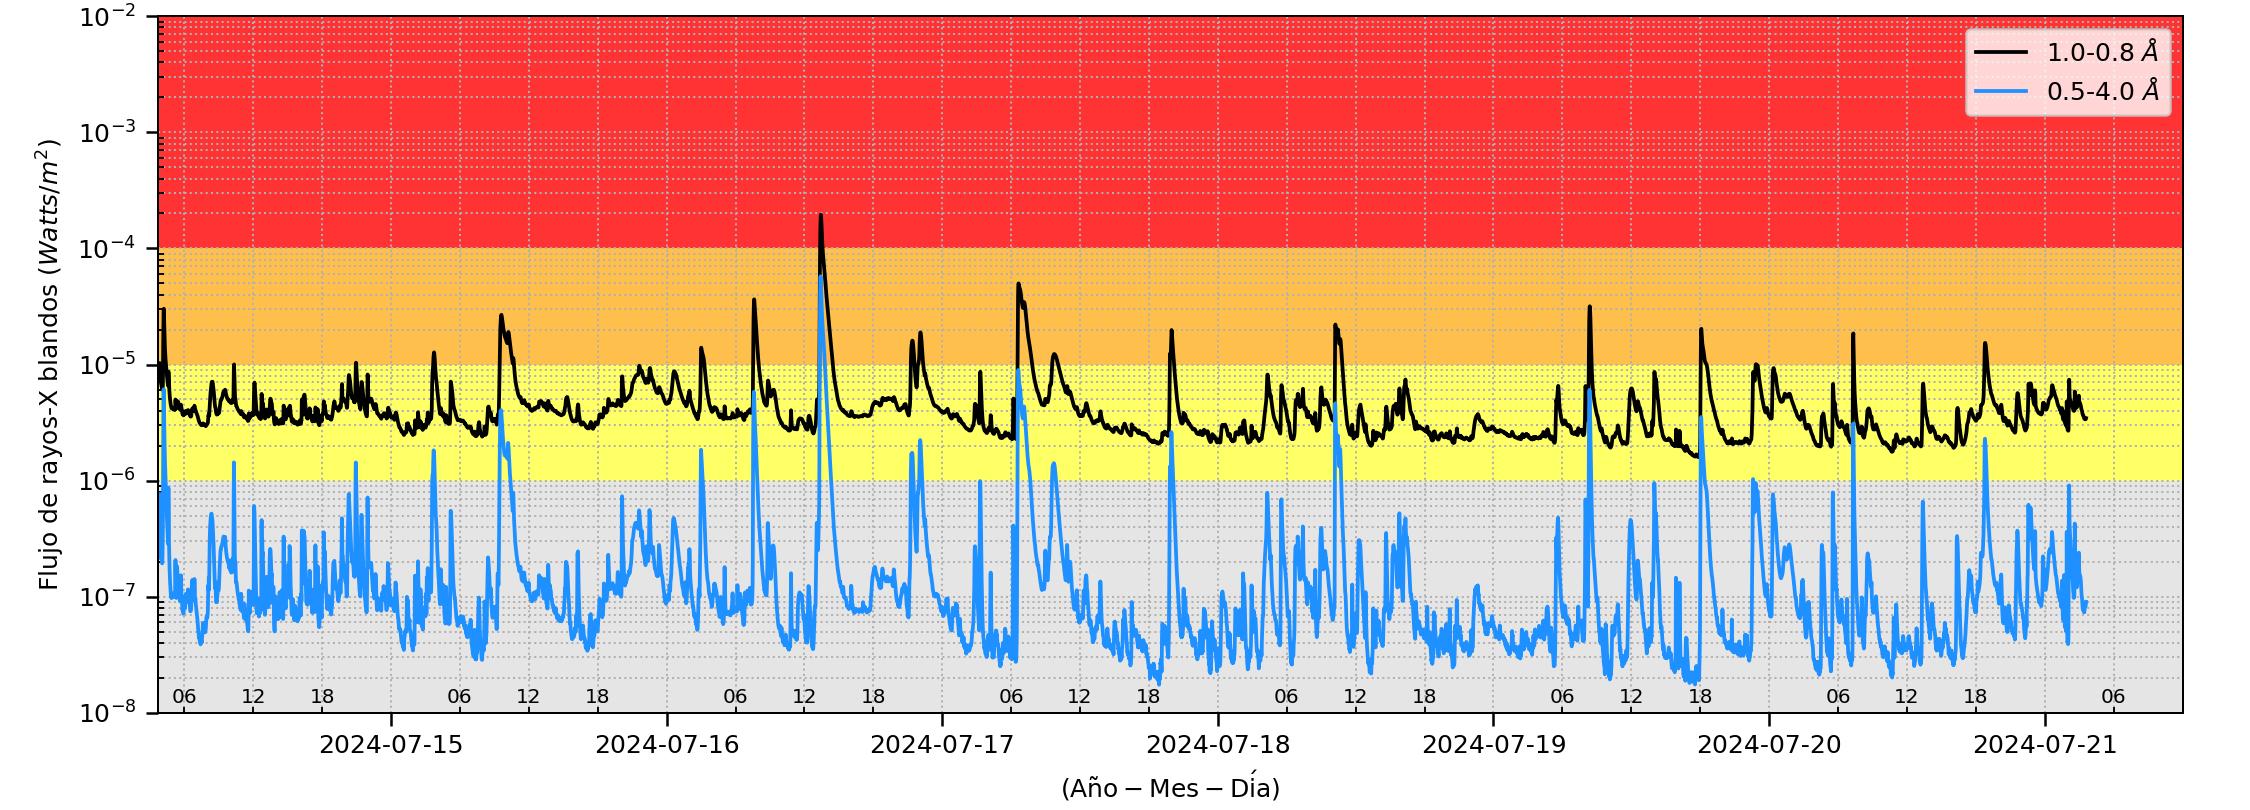 10⁻²
10⁻³
10⁻⁴
10⁻⁵
10⁻⁶
10⁻⁷
10⁻⁸
Flujo de rayos-X blandos (Watts/m²)
1.0-0.8 Å
0.5-4.0 Å
06 12 18 06 12 18 06 12 18 06 12 18 06 12 18 06 12 18 06 12 18 06
2024-07-15 2024-07-16 2024-07-17 2024-07-18 2024-07-19 2024-07-20 2024-07-21
(Año − Mes − Día)